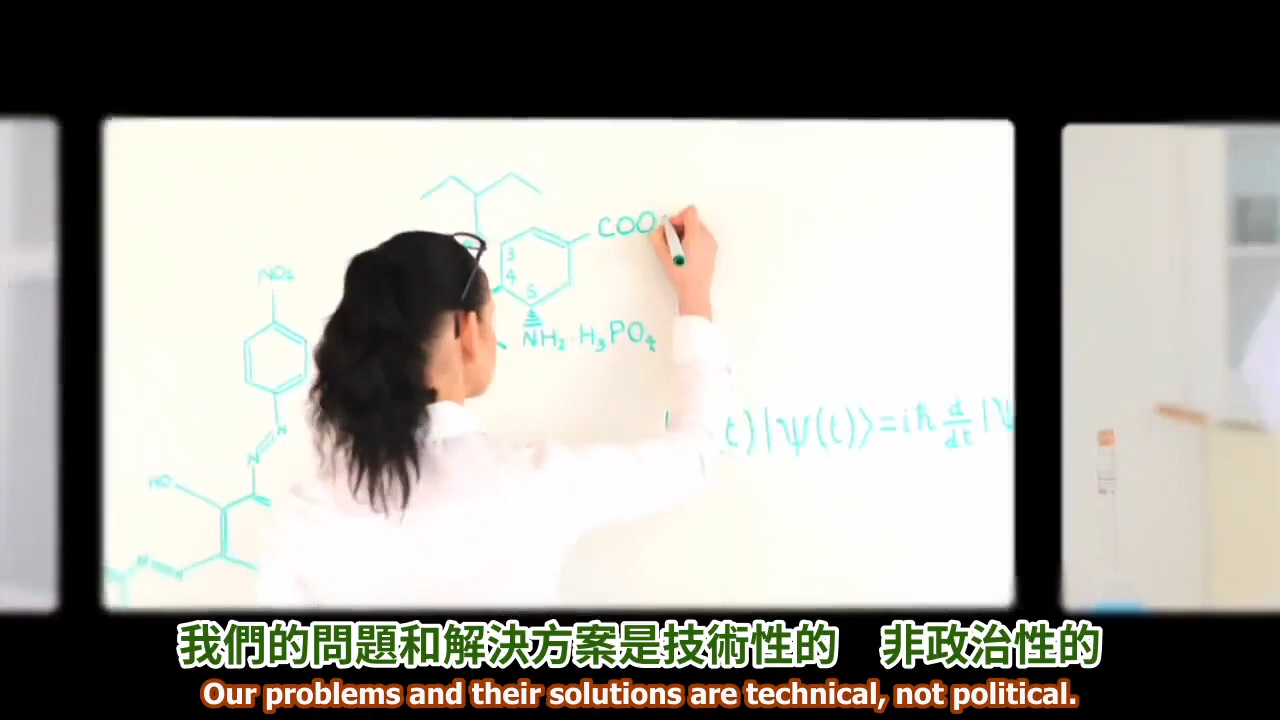 COO
3
4
5
NO2
NH2·H3PO4
t)|ψ(t)⟩=iℏ d/dt |Ψ
N
N
HO
N
N
我們的問題和解決方案是技術性的　非政治性的
Our problems and their solutions are technical, not political.